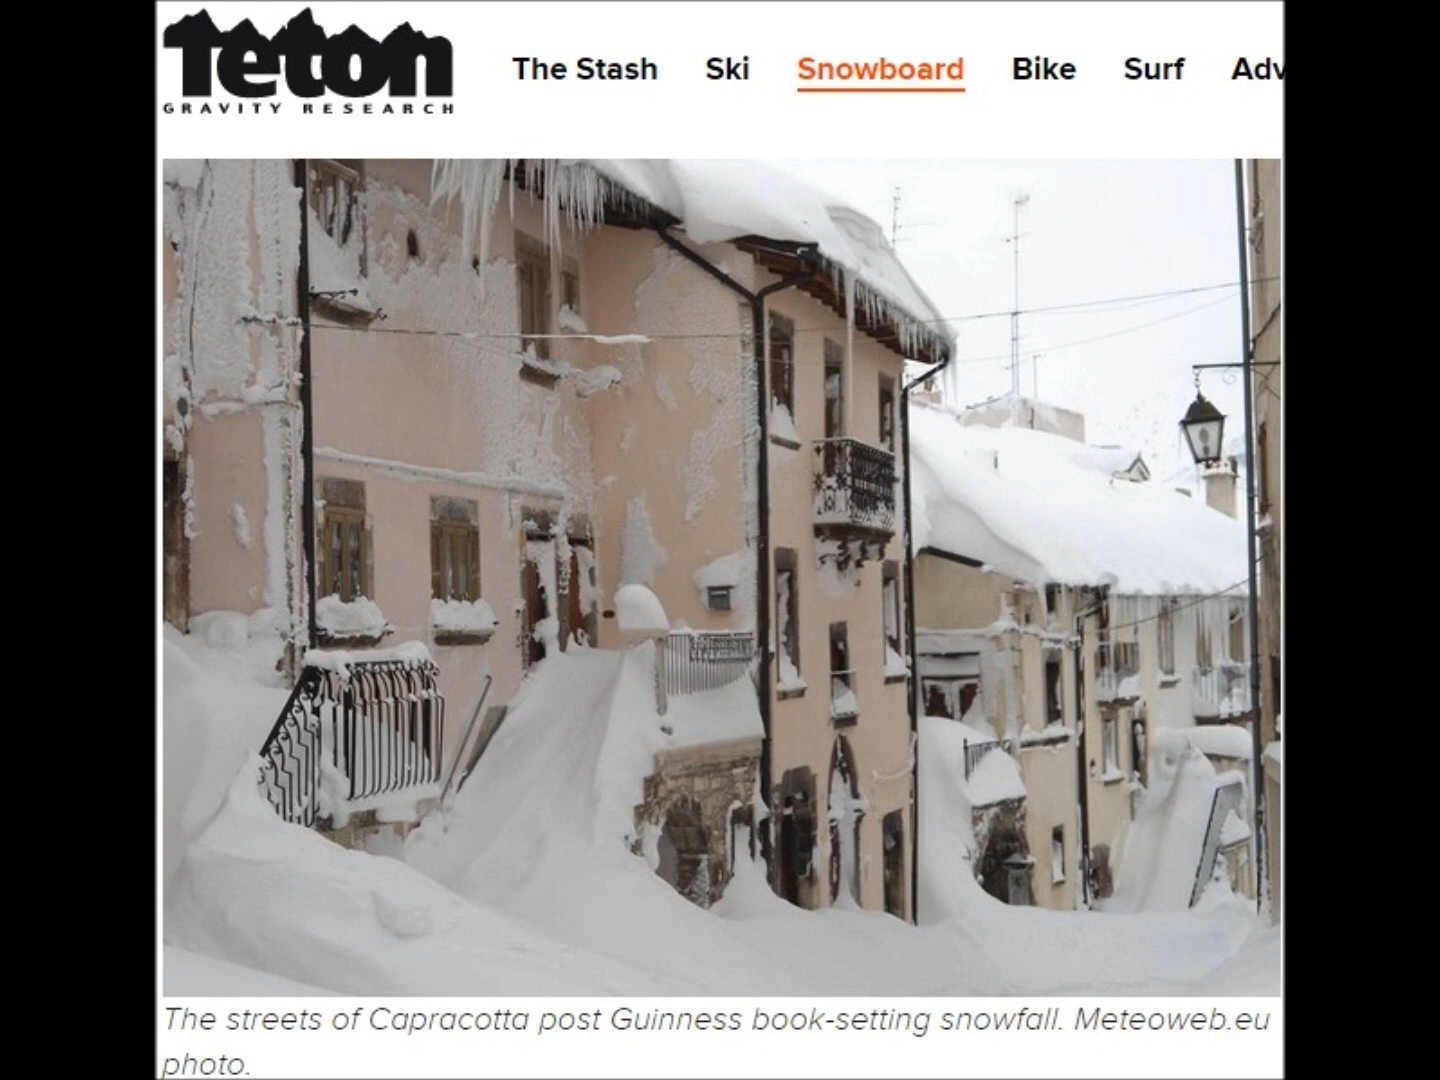 Teton
GRAVITY RESEARCH
The Stash Ski Snowboard Bike Surf Adv
The streets of Capracotta post Guinness book-setting snowfall. Meteoweb.eu
photo.